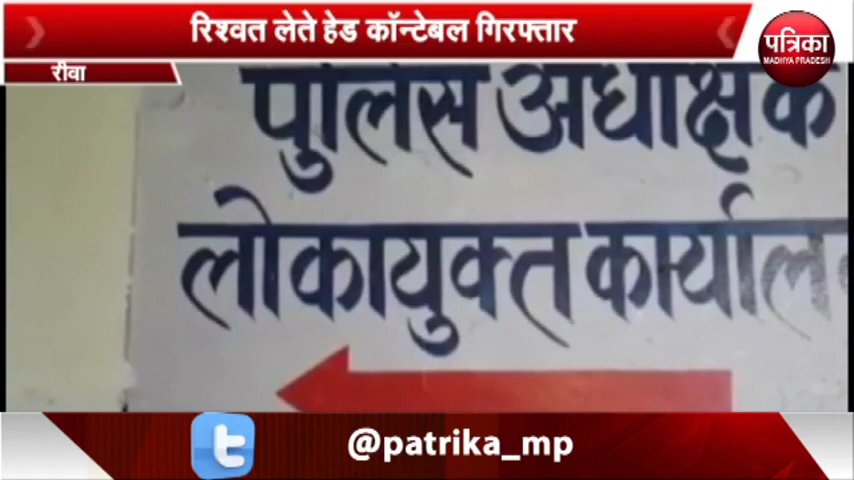 रिश्वत लेते हेड कॉन्टेबल गिरफ्तार
पत्रिका
MADHYA PRADESH
रीवा
पुलिस अधीक्षक
लोकायुक्त
@patrika_mp